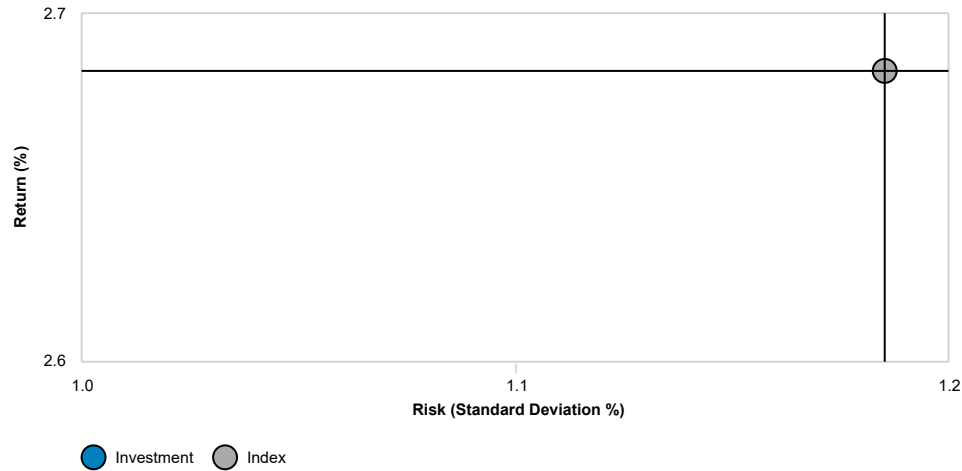 2.7
Return (%)
2.6
1.0 1.1 1.2
Risk (Standard Deviation %)
Investment Index